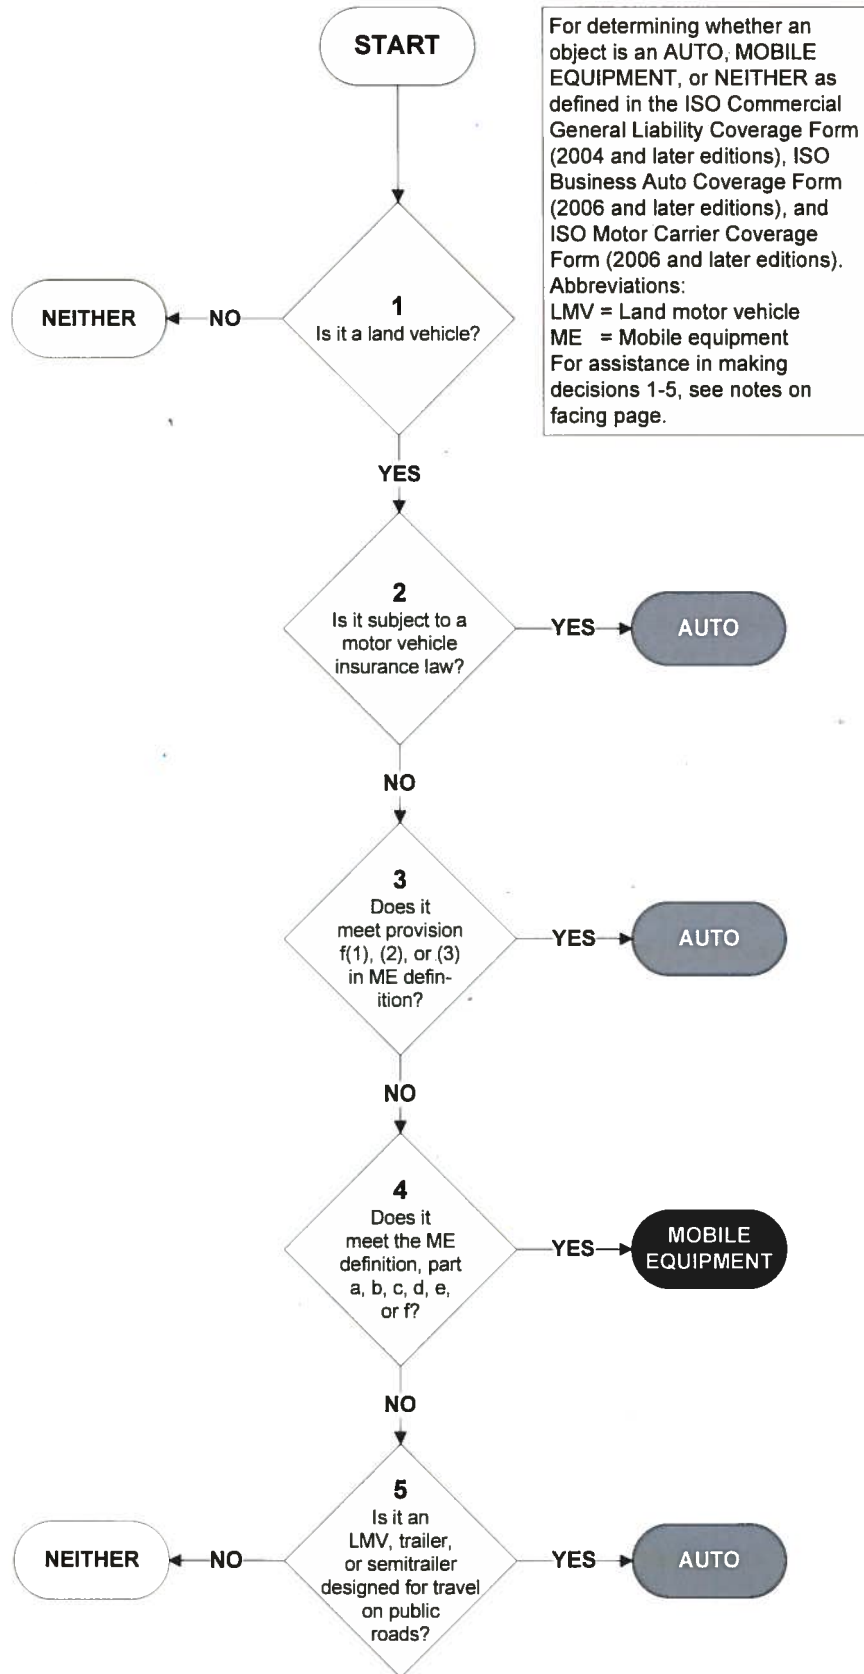 START
For determining whether an
object is an AUTO, MOBILE
EQUIPMENT, or NEITHER as
defined in the ISO Commercial
General Liability Coverage Form
(2004 and later editions), ISO
Business Auto Coverage Form
(2006 and later editions), and
ISO Motor Carrier Coverage
Form (2006 and later editions).
Abbreviations:
LMV = Land motor vehicle
ME = Mobile equipment
For assistance in making
decisions 1-5, see notes on
facing page.
1
Is it a land vehicle?
NO
NEITHER
YES
2
Is it subject to a
motor vehicle
insurance law?
YES
AUTO
NO
3
Does it
meet provision
f(1), (2), or (3)
in ME defin-
ition?
YES
AUTO
NO
4
Does it
meet the ME
definition, part
a, b, c, d, e,
or f?
YES
MOBILE
EQUIPMENT
NO
5
Is it an
LMV, trailer,
or semitrailer
designed for travel
on public
roads?
NO
NEITHER
YES
AUTO